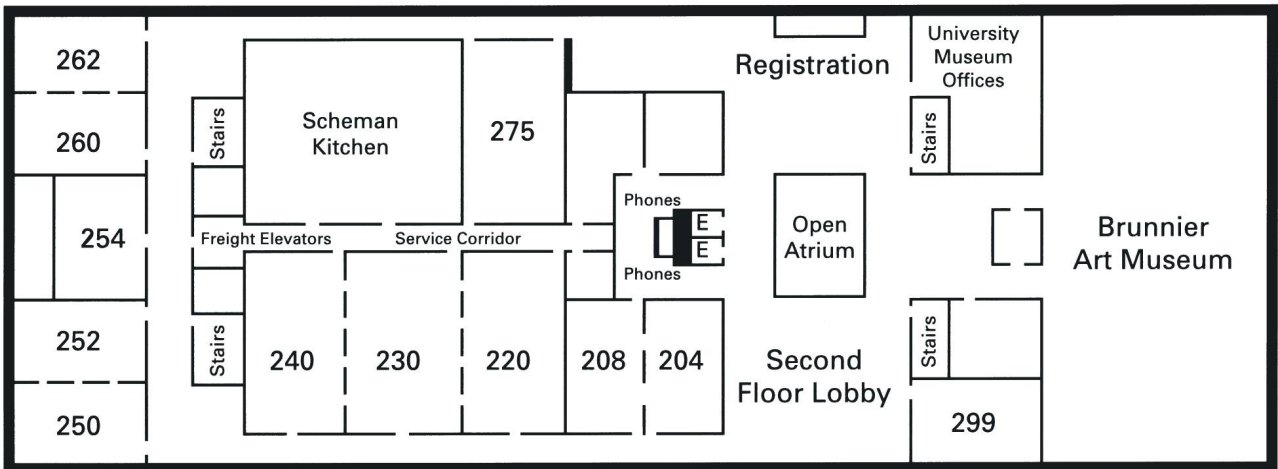 262
260
254
252
250
Stairs
Scheman
Kitchen
275
Freight Elevators
Service Corridor
Stairs
240
230
220
208
204
Phones
E
E
Phones
Registration
Open
Atrium
Second
Floor Lobby
University
Museum
Offices
Stairs
Stairs
299
Brunnier
Art Museum